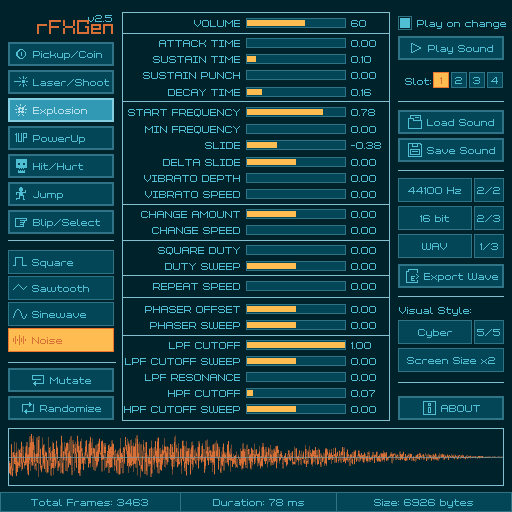 rFXGen v2.5
Pickup/Coin
Laser/Shoot
Explosion
PowerUp
Hit/Hurt
Jump
Blip/Select
Square
Sawtooth
Sinewave
Noise
Mutate
Randomize
VOLUME 60
ATTACK TIME 0.00
SUSTAIN TIME 0.10
SUSTAIN PUNCH 0.00
DECAY TIME 0.16
START FREQUENCY 0.78
MIN FREQUENCY 0.00
SLIDE -0.38
DELTA SLIDE 0.00
VIBRATO DEPTH 0.00
VIBRATO SPEED 0.00
CHANGE AMOUNT 0.00
CHANGE SPEED 0.00
SQUARE DUTY 0.00
DUTY SWEEP 0.00
REPEAT SPEED 0.00
PHASER OFFSET 0.00
PHASER SWEEP 0.00
LPF CUTOFF 1.00
LPF CUTOFF SWEEP 0.00
LPF RESONANCE 0.00
HPF CUTOFF 0.07
HPF CUTOFF SWEEP 0.00
Play on change
Play Sound
Slot: 1 2 3 4
Load Sound
Save Sound
44100 Hz 2/2
16 bit 2/3
WAV 1/3
Export Wave
Visual Style:
Cyber 5/5
Screen Size x2
ABOUT
Total Frames: 3463
Duration: 78 ms
Size: 6926 bytes